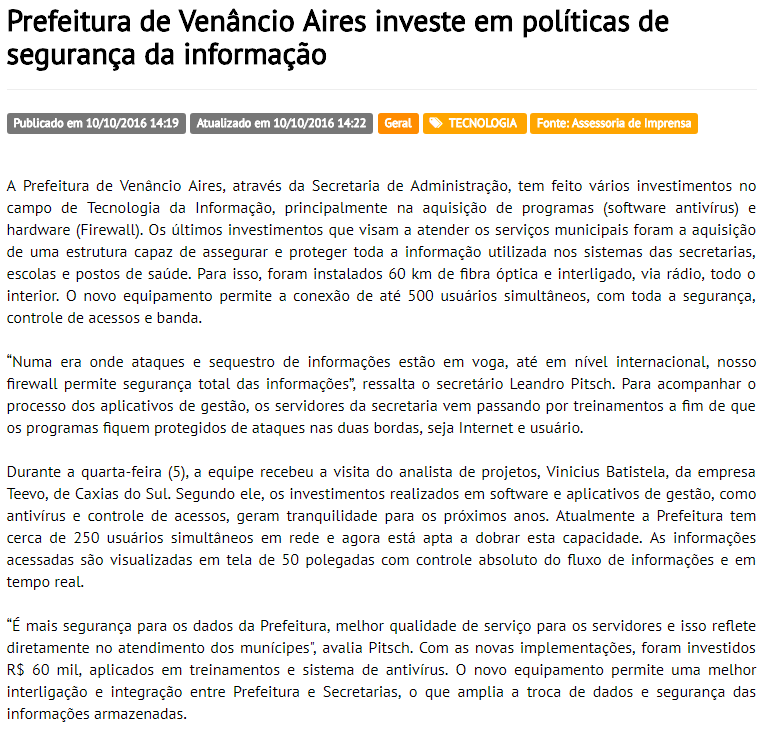 Prefeitura de Venâncio Aires investe em políticas de
segurança da informação
Publicado em 10/10/2016 14:19 Atualizado em 10/10/2016 14:22 Geral TECNOLOGIA Fonte: Assessoria de Imprensa
A Prefeitura de Venâncio Aires, através da Secretaria de Administração, tem feito vários investimentos no
campo de Tecnologia da Informação, principalmente na aquisição de programas (software antivírus) e
hardware (Firewall). Os últimos investimentos que visam a atender os serviços municipais foram a aquisição
de uma estrutura capaz de assegurar e proteger toda a informação utilizada nos sistemas das secretarias,
escolas e postos de saúde. Para isso, foram instalados 60 km de fibra óptica e interligado, via rádio, todo o
interior. O novo equipamento permite a conexão de até 500 usuários simultâneos, com toda a segurança,
controle de acessos e banda.
“Numa era onde ataques e sequestro de informações estão em voga, até em nível internacional, nosso
firewall permite segurança total das informações”, ressalta o secretário Leandro Pitsch. Para acompanhar o
processo dos aplicativos de gestão, os servidores da secretaria vem passando por treinamentos a fim de que
os programas fiquem protegidos de ataques nas duas bordas, seja Internet e usuário.
Durante a quarta-feira (5), a equipe recebeu a visita do analista de projetos, Vinicius Batistela, da empresa
Teevo, de Caxias do Sul. Segundo ele, os investimentos realizados em software e aplicativos de gestão, como
antivírus e controle de acessos, geram tranquilidade para os próximos anos. Atualmente a Prefeitura tem
cerca de 250 usuários simultâneos em rede e agora está apta a dobrar esta capacidade. As informações
acessadas são visualizadas em tela de 50 polegadas com controle absoluto do fluxo de informações e em
tempo real.
“É mais segurança para os dados da Prefeitura, melhor qualidade de serviço para os servidores e isso reflete
diretamente no atendimento dos munícipes", avalia Pitsch. Com as novas implementações, foram investidos
R$ 60 mil, aplicados em treinamentos e sistema de antivírus. O novo equipamento permite uma melhor
interligação e integração entre Prefeitura e Secretarias, o que amplia a troca de dados e segurança das
informações armazenadas.